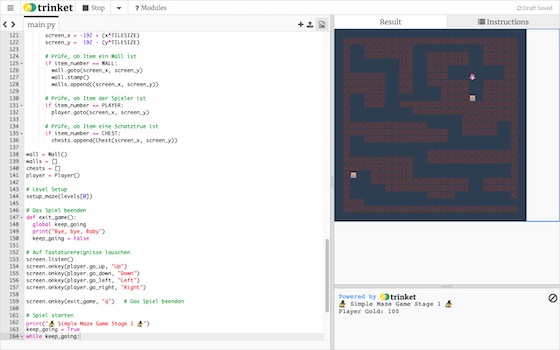 trinket
Stop
? Modules
Draft Saved
main.py
Result
Instructions
121 screen_x = -192 + (x*TILESIZE)
122 screen_y = 192 - (y*TILESIZE)
123
124 # Prüfe, ob Item ein Wall ist
125 if item_number == WALL:
126 wall.goto(screen_x, screen_y)
127 wall.stamp()
128 walls.append((screen_x, screen_y))
129
130 # Prüfe, ob Item der Spieler ist
131 if item_number == PLAYER:
132 player.goto(screen_x, screen_y)
133
134 # Prüfe, ob Item eine Schatztrue ist
135 if item_number == CHEST:
136 chests.append(Chest(screen_x, screen_y))
137
138 wall = Wall()
139 walls = []
140 chests = []
141 player = Player()
142
143 # Level Setup
144 setup_maze(levels[0])
145
146 # Das Spiel beenden
147 def exit_game():
148 global keep_going
149 print("Bye, bye, Baby")
150 keep_going = False
151
152 # Auf Tastaturereignisse lauschen
153 screen.listen()
154 screen.onkey(player.go_up, "Up")
155 screen.onkey(player.go_down, "Down")
156 screen.onkey(player.go_left, "Left")
157 screen.onkey(player.go_right, "Right")
158
159 screen.onkey(exit_game, "q") # Das Spiel beenden
160
161 # Spiel starten
162 print("🧙 Simple Maze Game Stage 1 🧙")
163 keep_going = True
164 while keep_going:
Powered by trinket
🧙 Simple Maze Game Stage 1 🧙
Player Gold: 100